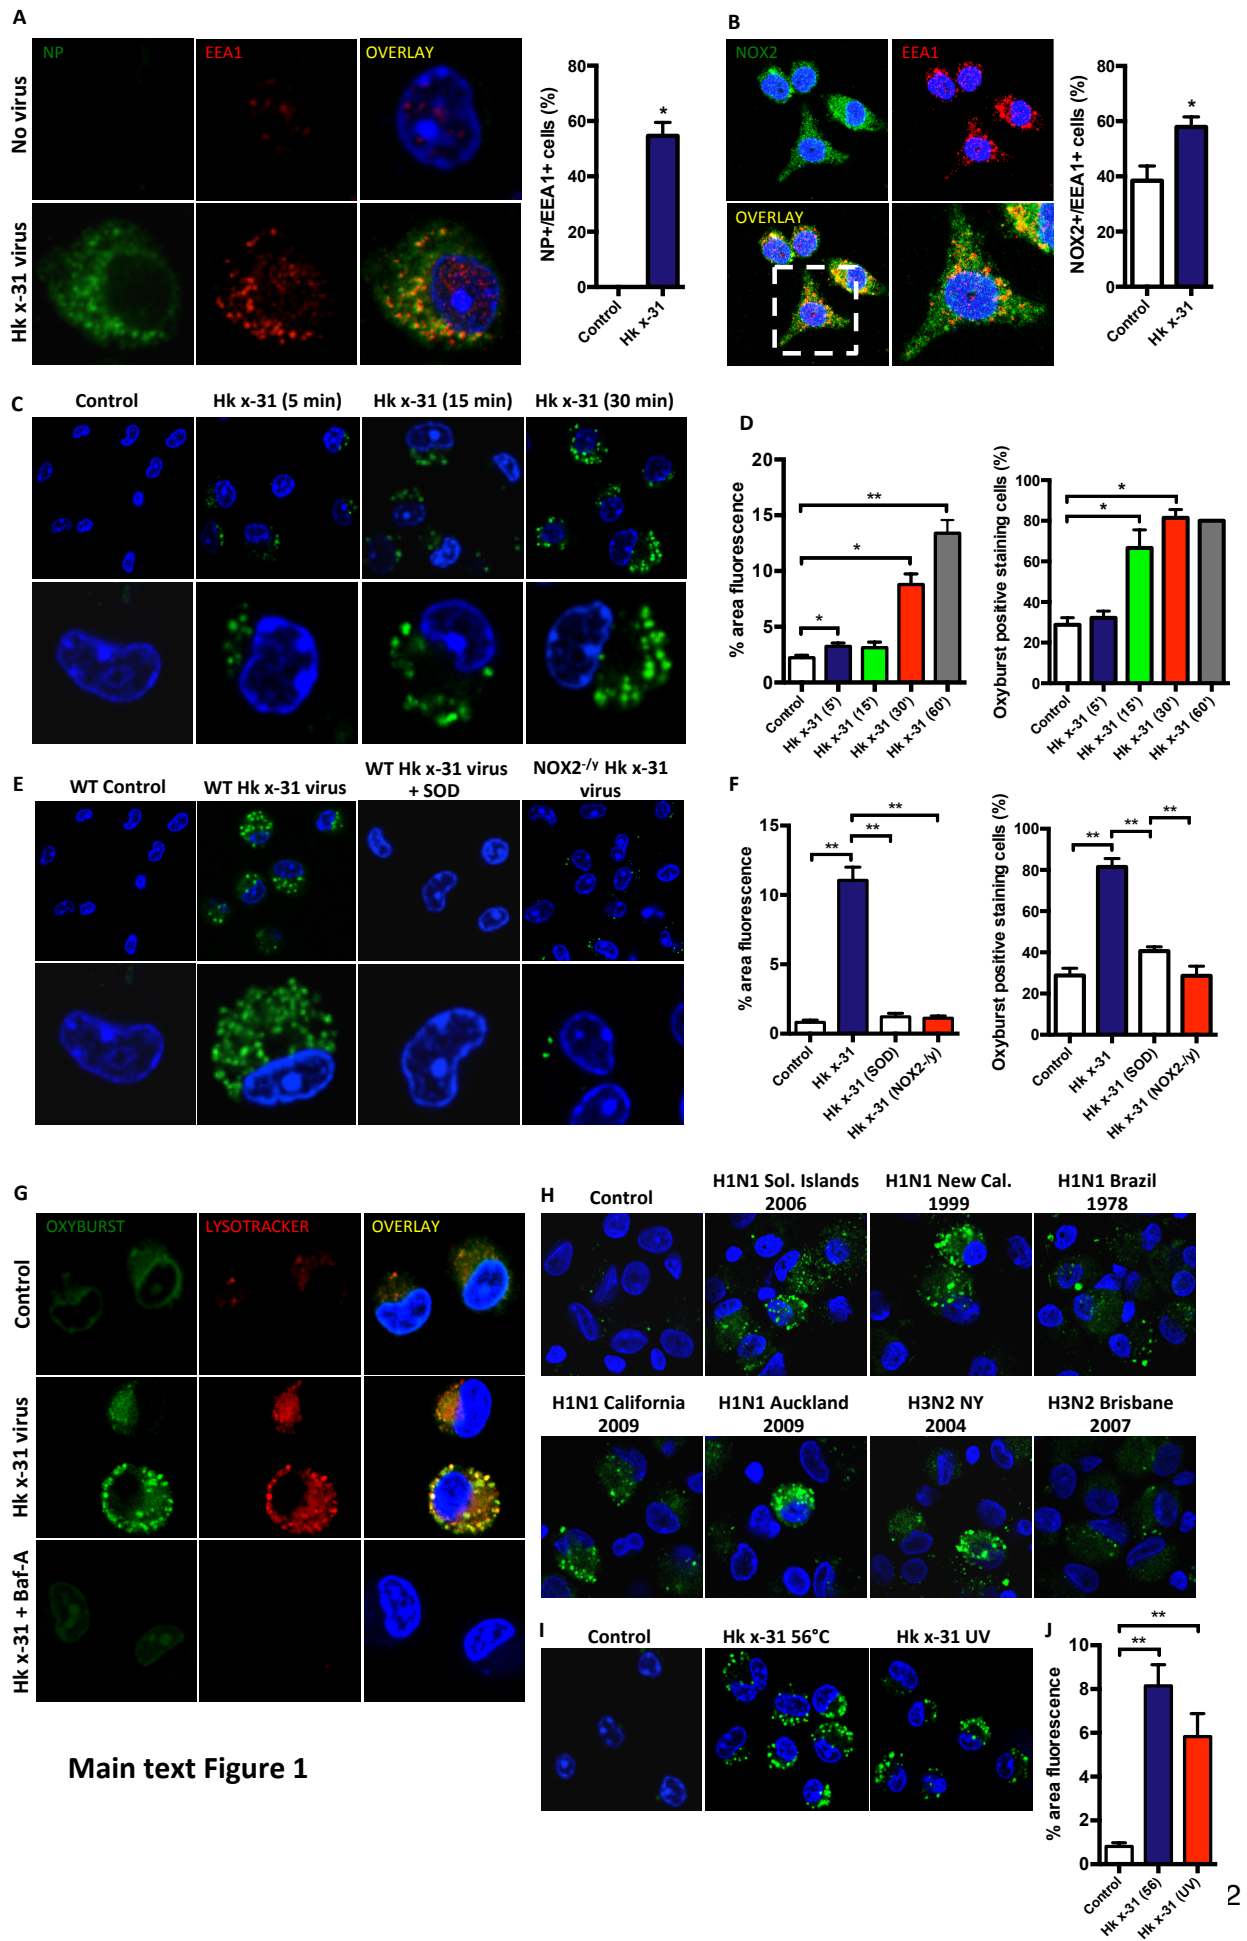 A
NP
EEA1
OVERLAY
No virus
Hk x-31 virus
NP+/EEA1+ cells (%)
80
60
40
20
0
*
Control
Hk x-31
B
NOX2
EEA1
OVERLAY
NOX2+/EEA1+ cells (%)
80
60
40
20
0
*
Control
Hk x-31
C
Control
Hk x-31 (5 min)
Hk x-31 (15 min)
Hk x-31 (30 min)
D
% area fluorescence
20
15
10
5
0
**
*
*
Control
Hk x-31 (5')
Hk x-31 (15')
Hk x-31 (30')
Hk x-31 (60')
Oxyburst positive staining cells (%)
100
80
60
40
20
0
*
*
Control
Hk x-31 (5')
Hk x-31 (15')
Hk x-31 (30')
Hk x-31 (60')
E
WT Control
WT Hk x-31 virus
WT Hk x-31 virus
+ SOD
NOX2-/y Hk x-31
virus
F
% area fluorescence
15
10
5
0
**
**
**
Control
Hk x-31
Hk x-31 (SOD)
Hk x-31 (NOX2-/y)
Oxyburst positive staining cells (%)
100
80
60
40
20
0
**
**
**
Control
Hk x-31
Hk x-31 (SOD)
Hk x-31 (NOX2-/y)
G
OXYBURST
LYSOTRACKER
OVERLAY
Control
Hk x-31 virus
Hk x-31 + Baf-A
H
Control
H1N1 Sol. Islands
2006
H1N1 New Cal.
1999
H1N1 Brazil
1978
H1N1 California
2009
H1N1 Auckland
2009
H3N2 NY
2004
H3N2 Brisbane
2007
I
Control
Hk x-31 56°C
Hk x-31 UV
J
% area fluorescence
10
8
6
4
2
0
**
**
Control
Hk x-31 (56)
Hk x-31 (UV)
Main text Figure 1
2